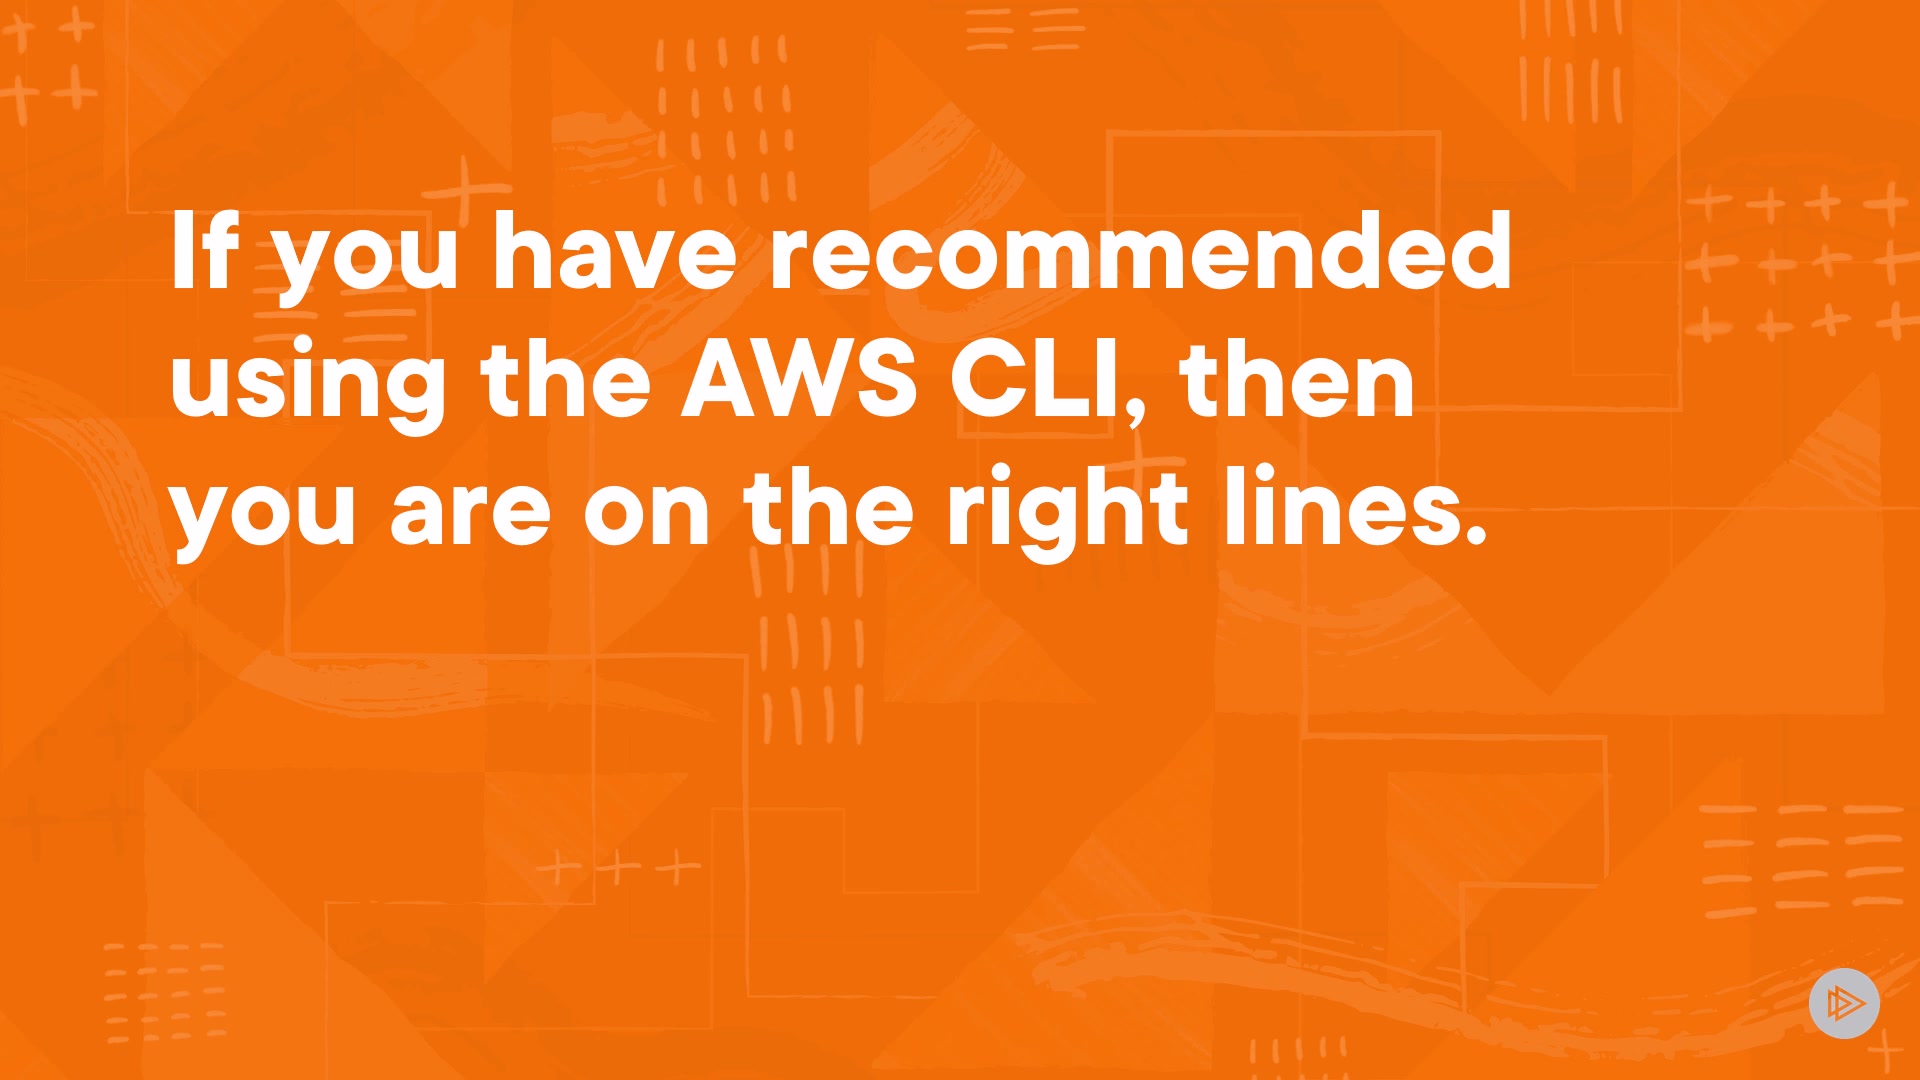 If you have recommended
using the AWS CLI, then
you are on the right lines.